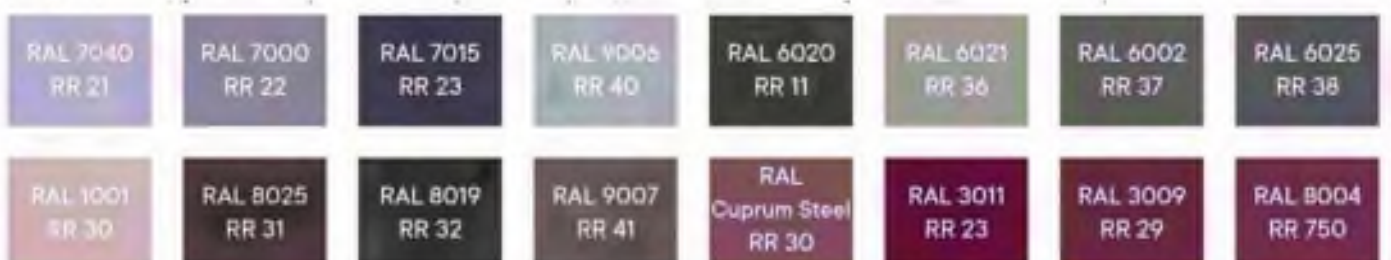 RAL 7040
RR 21
RAL 7000
RR 22
RAL 7015
RR 23
RAL 9006
RR 40
RAL 6020
RR 11
RAL 6021
RR 36
RAL 6002
RR 37
RAL 6025
RR 38
RAL 1001
RR 30
RAL 8025
RR 31
RAL 8019
RR 32
RAL 9007
RR 41
RAL
Cuprum Steel
RR 30
RAL 3011
RR 23
RAL 3009
RR 29
RAL 8004
RR 750